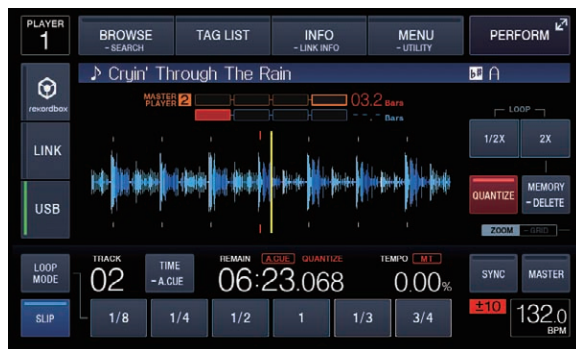 PLAYER
1
BROWSE
- SEARCH
TAG LIST
INFO
- LINK INFO
MENU
- UTILITY
PERFORM
♪ Cryin' Through The Rain
♭# A
rekordbox
MASTER
PLAYER 2
03.2 Bars
--.- Bars
LOOP
1/2X
2X
LINK
QUANTIZE
MEMORY
- DELETE
USB
ZOOM
- GRID -
LOOP
MODE
TRACK
02
TIME
- A.CUE
REMAIN A.CUE QUANTIZE
06:23.068
TEMPO MT
0.00%
SYNC
MASTER
SLIP
1/8
1/4
1/2
1
1/3
3/4
±10
132.0
BPM